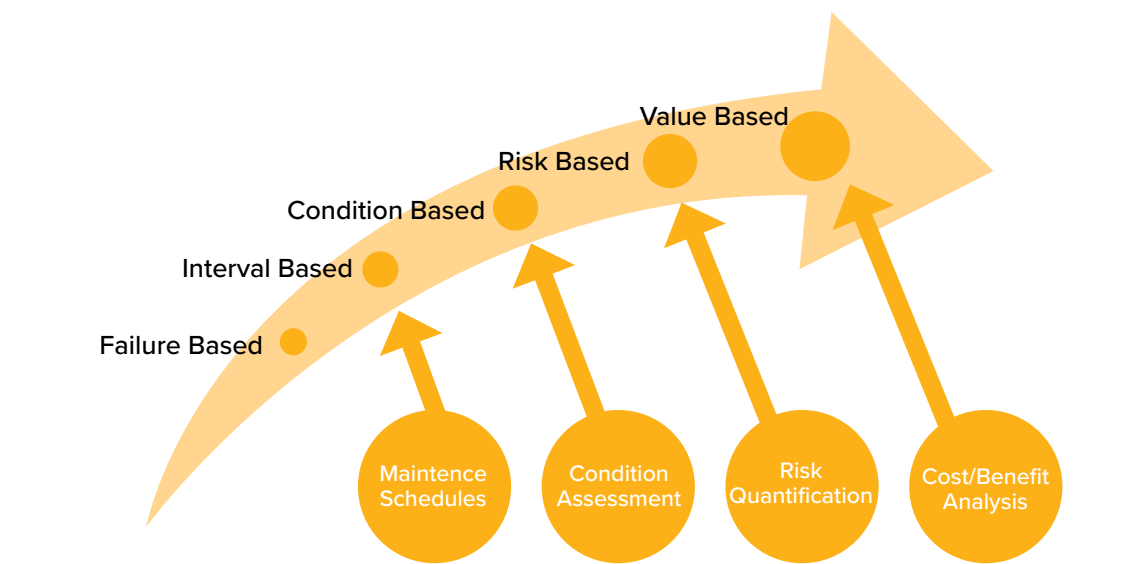 Value Based
Risk Based
Condition Based
Interval Based
Failure Based
Maintence
Schedules
Condition
Assessment
Risk
Quantification
Cost/Benefit
Analysis